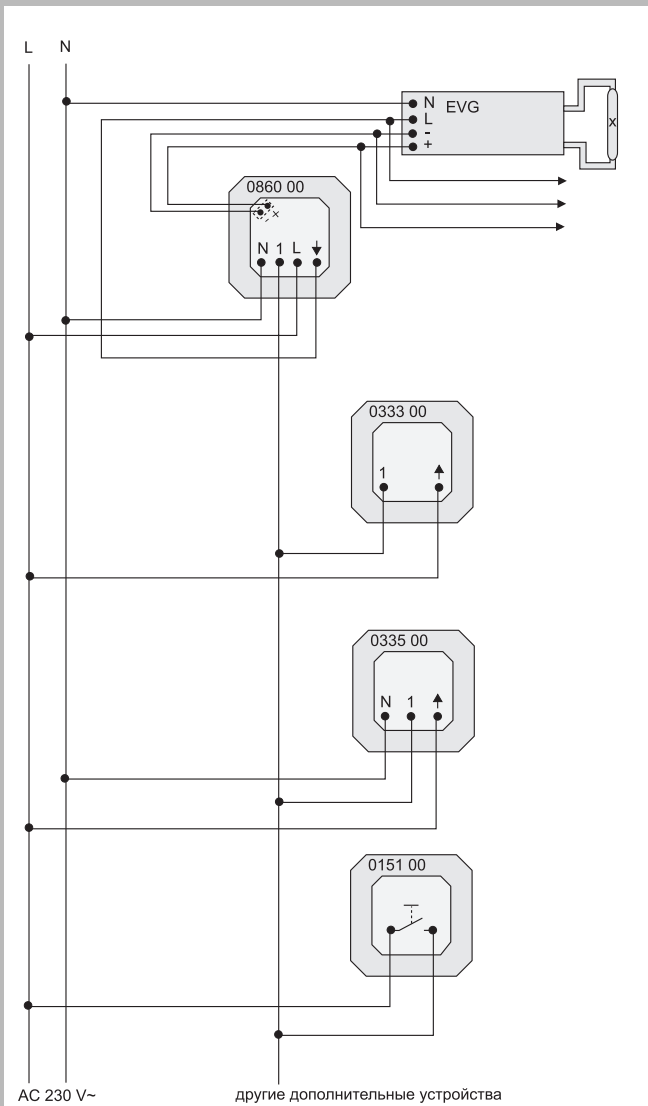 L N
N EVG
L
-
+
X
0860 00
- x
N 1 L
0333 00
1
0335 00
N 1
0151 00
AC 230 V~ другие дополнительные устройства